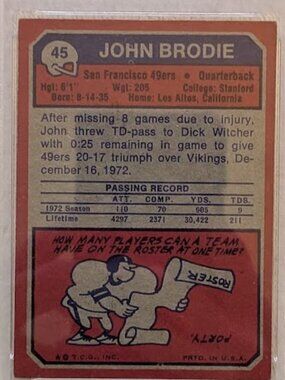 45
JOHN BRODIE
San Francisco 49ers • Quarterback
Hgt: 6'1" Wgt: 205 College: Stanford
Born: 8-14-35 Home: Los Altos, California
After missing 8 games due to injury,
John threw TD-pass to Dick Witcher
with 0:25 remaining in game to give
49ers 20-17 triumph over Vikings, De-
cember 16, 1972.
PASSING RECORD
ATT. COMP. YDS. TDS.
1972 Season 110 70 905 9
Lifetime 4297 2371 30,422 211
HOW MANY PLAYERS CAN A TEAM
HAVE ON THE ROSTER AT ONE TIME?
ROSTER
FORTY.
© T.C.G., INC. PRTD. IN U.S.A.